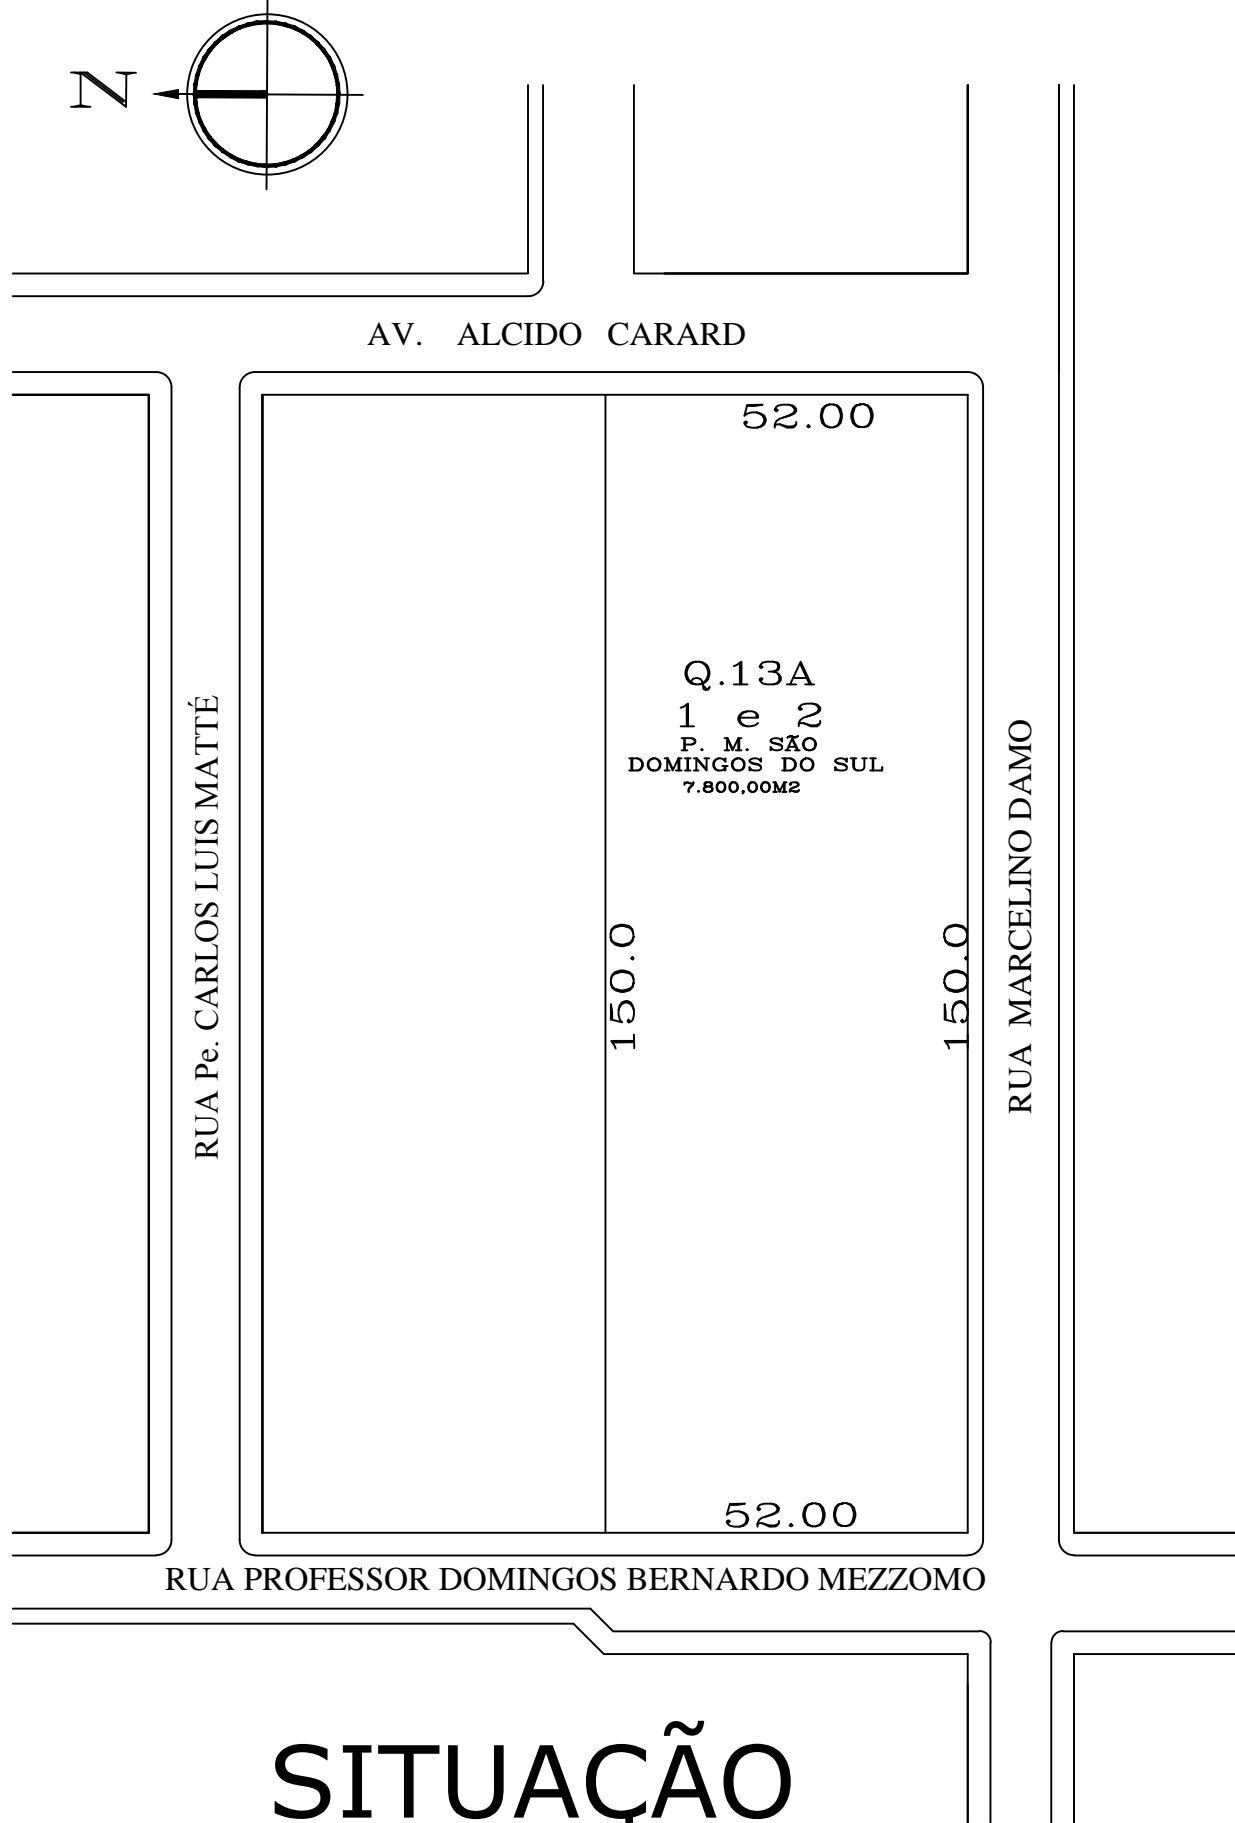 N
AV. ALCIDO CARARD
52.00
Q.13A
1 e 2
P. M. SÃO
DOMINGOS DO SUL
7.800,00M2
RUA Pe. CARLOS LUIS MATTÉ
150.0
150.0
RUA MARCELINO DAMO
52.00
RUA PROFESSOR DOMINGOS BERNARDO MEZZOMO
SITUAÇÃO